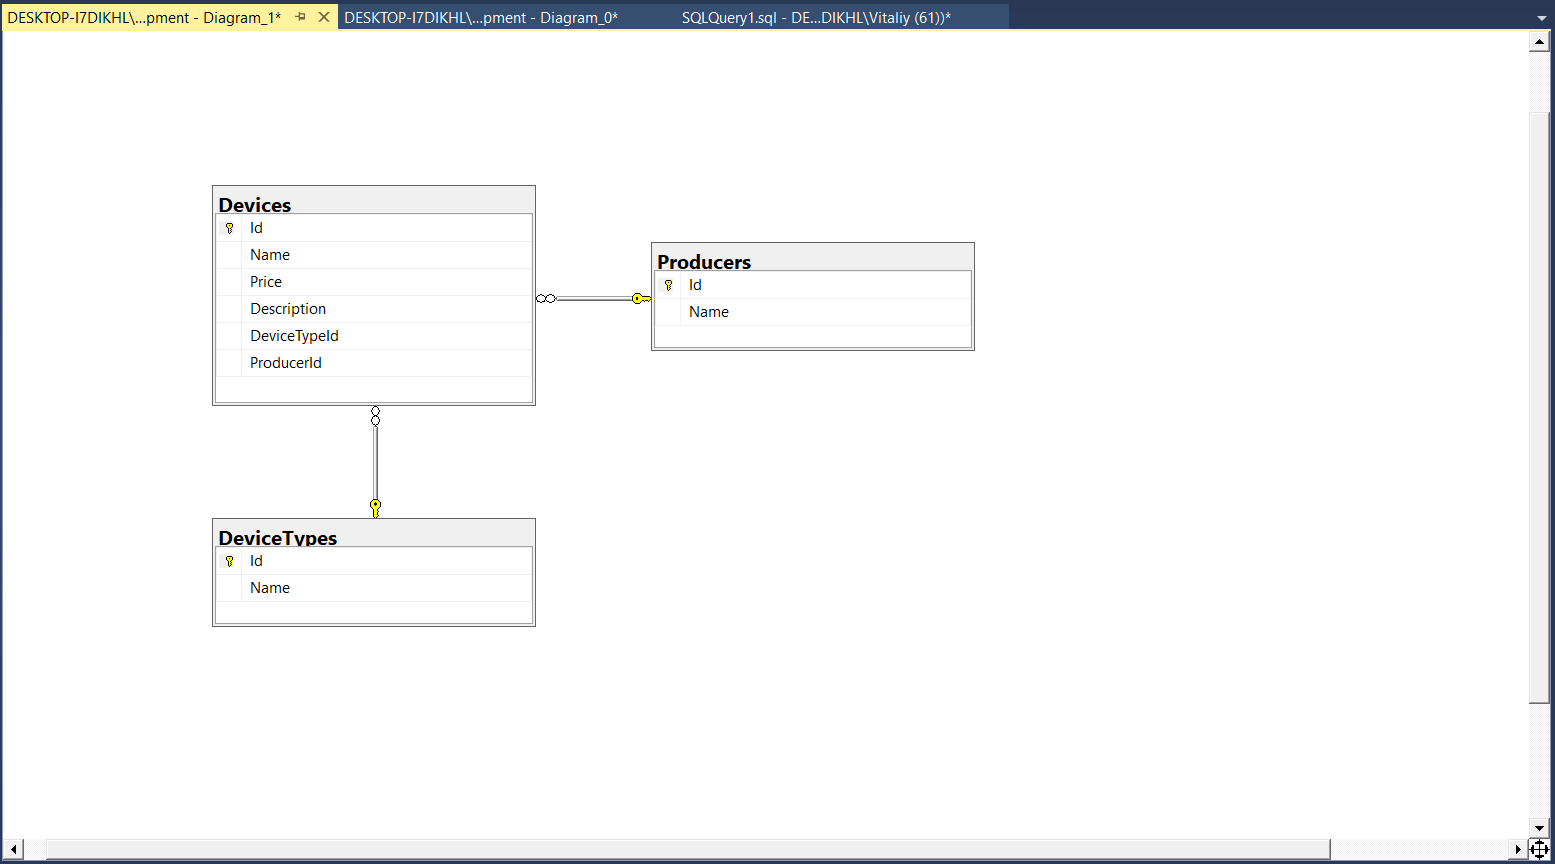 DESKTOP-I7DIKHL\...pment - Diagram_1*
DESKTOP-I7DIKHL\...pment - Diagram_0*
SQLQuery1.sql - DE...DIKHL\Vitaliy (61))*
Devices
Id
Name
Price
Description
DeviceTypeId
ProducerId
Producers
Id
Name
DeviceTypes
Id
Name